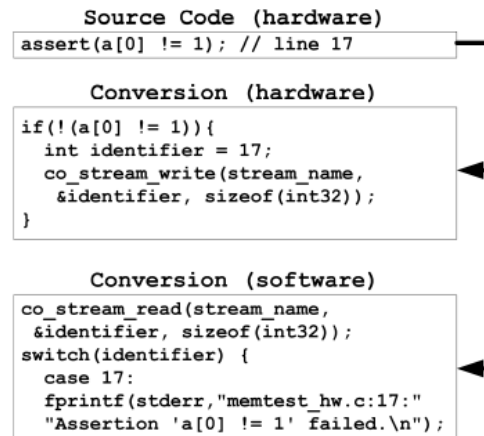 Source Code (hardware)
assert(a[0] != 1); // line 17
Conversion (hardware)
if(!(a[0] != 1)){
int identifier = 17;
co_stream_write(stream_name,
&identifier, sizeof(int32));
}
Conversion (software)
co_stream_read(stream_name,
&identifier, sizeof(int32));
switch(identifier) {
case 17:
fprintf(stderr,"memtest_hw.c:17:"
"Assertion 'a[0] != 1' failed.\n");